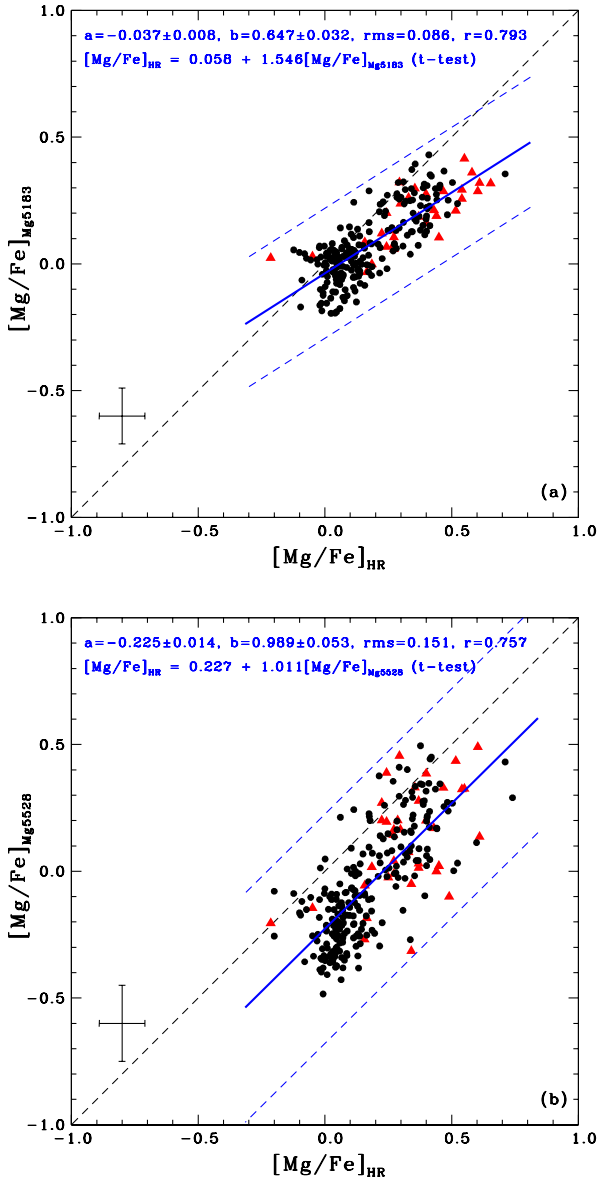 1.0
a=−0.037±0.008, b=0.647±0.032, rms=0.086, r=0.793
[Mg/Fe]HR = 0.058 + 1.546[Mg/Fe]Mg5183 (t−test)
0.5
0.0
−0.5
−1.0
[Mg/Fe]Mg5183
(a)
−1.0 −0.5 0.0 0.5 1.0
[Mg/Fe]HR
1.0
a=−0.225±0.014, b=0.989±0.053, rms=0.151, r=0.757
[Mg/Fe]HR = 0.227 + 1.011[Mg/Fe]Mg5528 (t−test)
0.5
0.0
−0.5
−1.0
[Mg/Fe]Mg5528
(b)
−1.0 −0.5 0.0 0.5 1.0
[Mg/Fe]HR